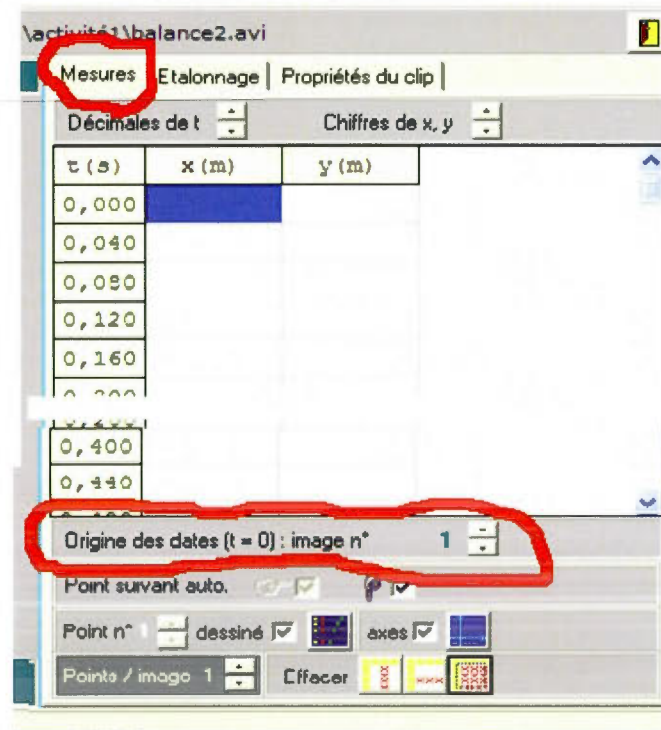 \activité1\balance2.avi
Mesures Etalonnage Propriétés du clip
Décimales de t Chiffres de x, y
t(s) x(m) y(m)
0,000
0,040
0,080
0,120
0,160
0,400
0,440
Origine des dates (t = 0) : image n° 1
Point suivant auto.
Point n° 1 dessiné axes
Points / image 1 Effacer